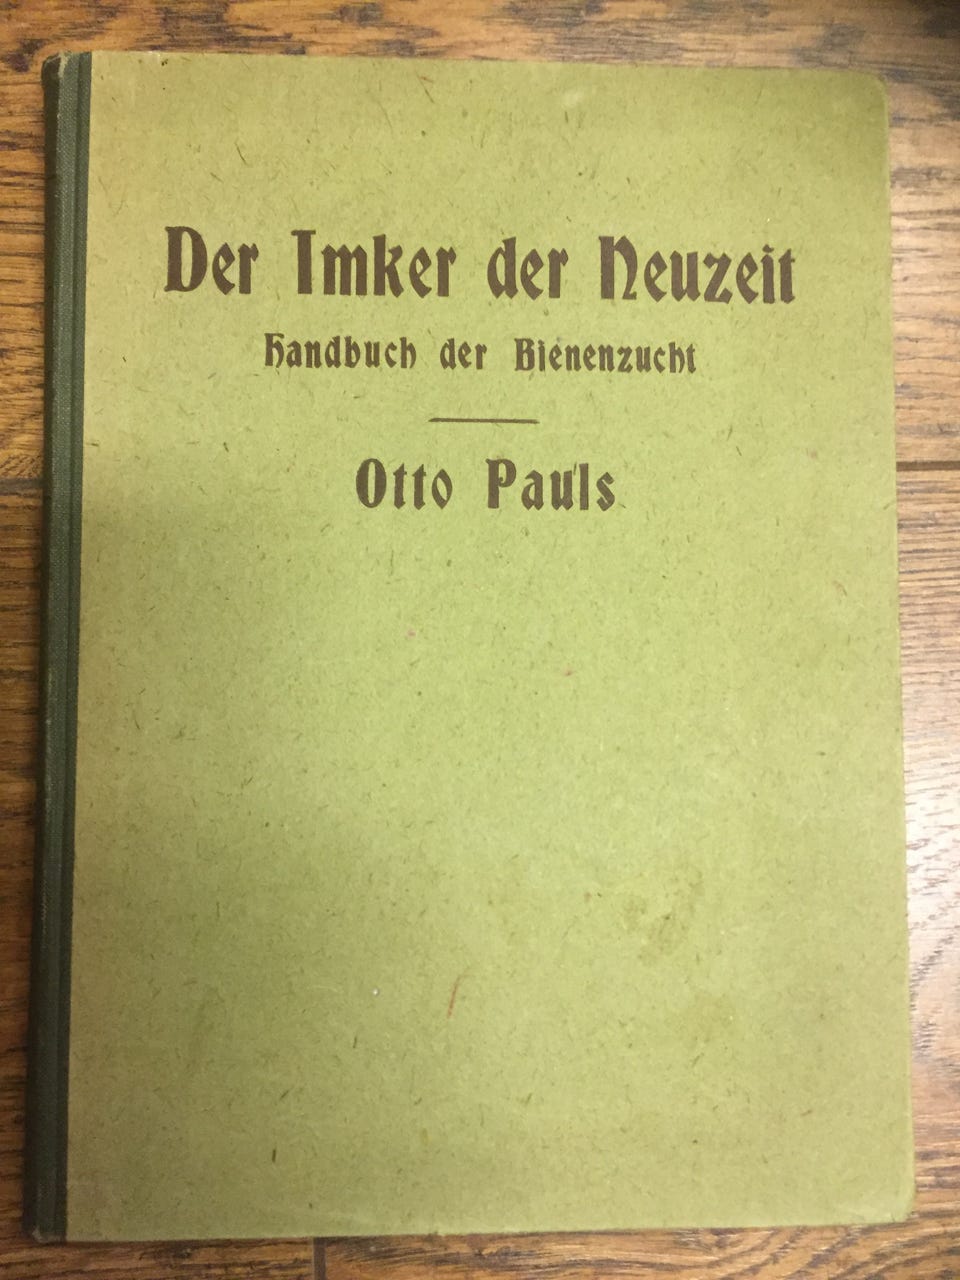 Der Imker der Neuzeit
Handbuch der Bienenzucht
Otto Pauls